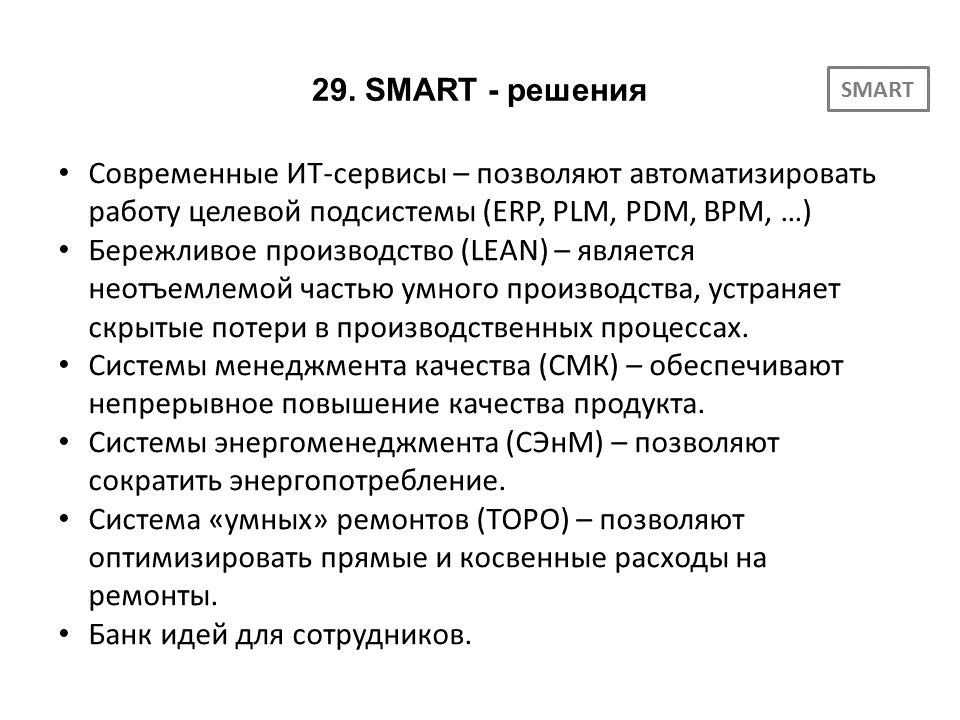 29. SMART - решения
SMART
• Современные ИТ-сервисы – позволяют автоматизировать
работу целевой подсистемы (ERP, PLM, PDM, BPM, …)
• Бережливое производство (LEAN) – является
неотъемлемой частью умного производства, устраняет
скрытые потери в производственных процессах.
• Системы менеджмента качества (СМК) – обеспечивают
непрерывное повышение качества продукта.
• Системы энергоменеджмента (СЭнМ) – позволяют
сократить энергопотребление.
• Система «умных» ремонтов (ТОРО) – позволяют
оптимизировать прямые и косвенные расходы на
ремонты.
• Банк идей для сотрудников.